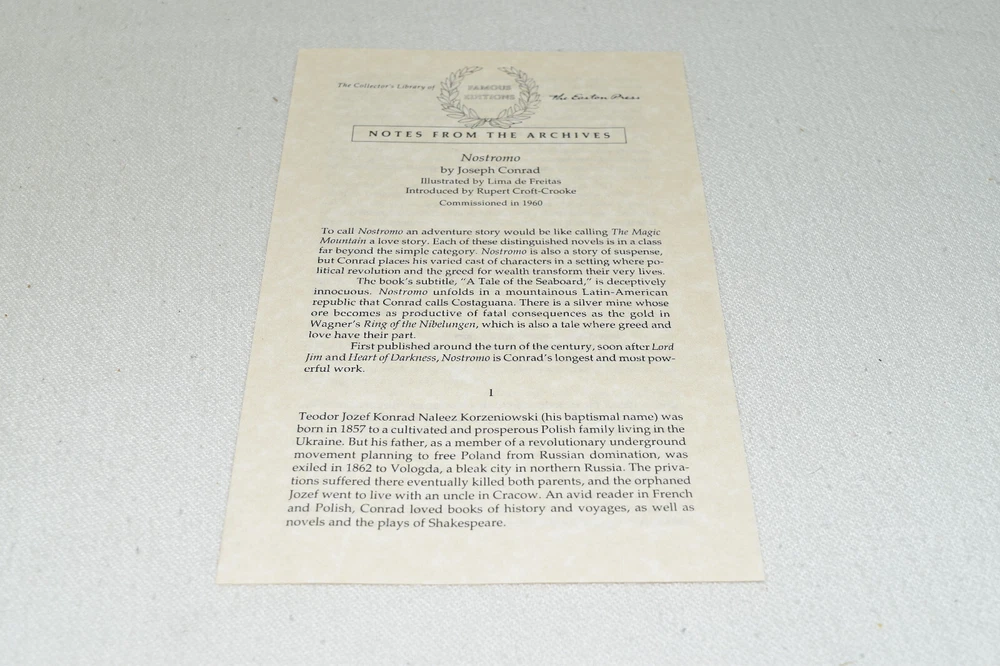 The Collector's Library of
FAMOUS
EDITIONS
The Easton Press
NOTES FROM THE ARCHIVES
Nostromo
by Joseph Conrad
Illustrated by Lima de Freitas
Introduced by Rupert Croft-Crooke
Commissioned in 1960
To call Nostromo an adventure story would be like calling The Magic
Mountain a love story. Each of these distinguished novels is in a class
far beyond the simple category. Nostromo is also a story of suspense,
but Conrad places his varied cast of characters in a setting where po-
litical revolution and the greed for wealth transform their very lives.
The book's subtitle, "A Tale of the Seaboard," is deceptively
innocuous. Nostromo unfolds in a mountainous Latin-American
republic that Conrad calls Costaguana. There is a silver mine whose
ore becomes as productive of fatal consequences as the gold in
Wagner's Ring of the Nibelungen, which is also a tale where greed and
love have their part.
First published around the turn of the century, soon after Lord
Jim and Heart of Darkness, Nostromo is Conrad's longest and most pow-
erful work.
1
Teodor Jozef Konrad Naleez Korzeniowski (his baptismal name) was
born in 1857 to a cultivated and prosperous Polish family living in the
Ukraine. But his father, as a member of a revolutionary underground
movement planning to free Poland from Russian domination, was
exiled in 1862 to Vologda, a bleak city in northern Russia. The priva-
tions suffered there eventually killed both parents, and the orphaned
Jozef went to live with an uncle in Cracow. An avid reader in French
and Polish, Conrad loved books of history and voyages, as well as
novels and the plays of Shakespeare.